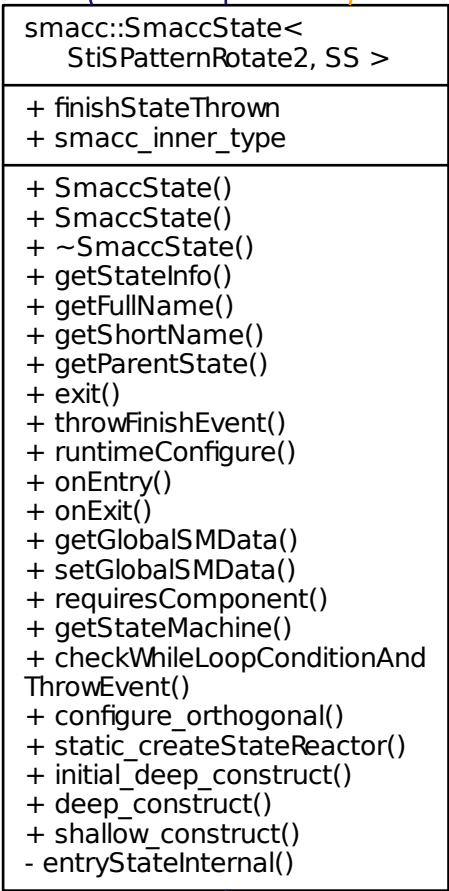 smacc::SmaccState<
StiSPatternRotate2, SS >
+ finishStateThrown
+ smacc_inner_type
+ SmaccState()
+ SmaccState()
+ ~SmaccState()
+ getStateInfo()
+ getFullName()
+ getShortName()
+ getParentState()
+ exit()
+ throwFinishEvent()
+ runtimeConfigure()
+ onEntry()
+ onExit()
+ getGlobalSMData()
+ setGlobalSMData()
+ requiresComponent()
+ getStateMachine()
+ checkWhileLoopConditionAnd
ThrowEvent()
+ configure_orthogonal()
+ static_createStateReactor()
+ initial_deep_construct()
+ deep_construct()
+ shallow_construct()
- entryStateInternal()